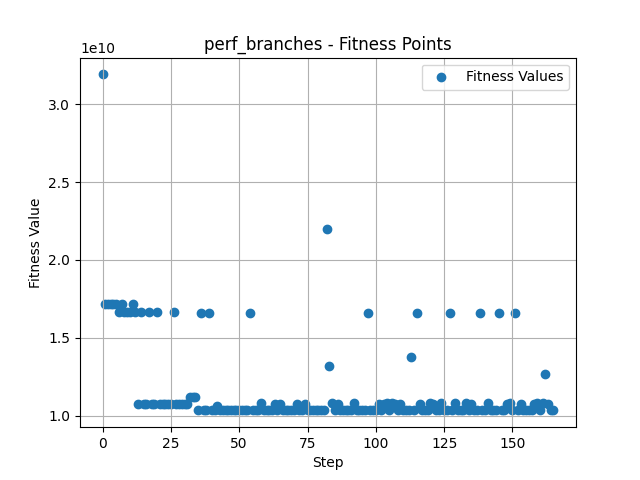 perf_branches - Fitness Points
1e10
Fitness Values
3.0
2.5
2.0
1.5
1.0
Fitness Value
0 25 50 75 100 125 150
Step